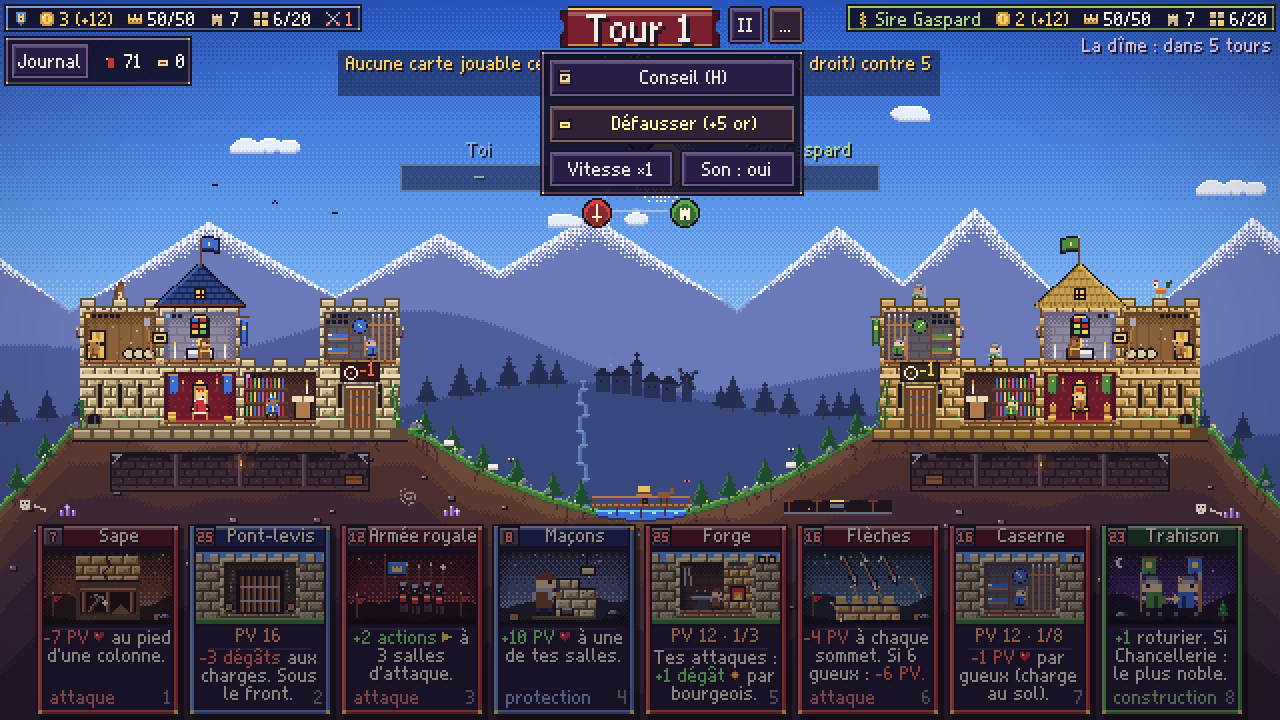 3 (+12) 50/50 7 6/20 1
Tour 1
II
...
Sire Gaspard 2 (+12) 50/50 7 6/20
La dîme : dans 5 tours
Journal 71 0
Aucune carte jouable ce
droit) contre 5
Conseil (H)
Défausser (+5 or)
Vitesse ×1
Son : oui
Toi
spard
–
-1
-1
7 Sape
-7 PV au pied
d'une colonne.
attaque 1
25 Pont-levis
PV 16
-3 dégâts aux
charges. Sous
le front.
2
12 Armée royale
+2 actions à
3 salles
d'attaque.
attaque 3
8 Maçons
+10 PV à une
de tes salles.
protection 4
25 Forge
PV 12 · 1/3
Tes attaques :
+1 dégât par
bourgeois.
5
16 Flèches
-4 PV à chaque
sommet. Si 6
gueux : -6 PV.
attaque 6
16 Caserne
PV 12 · 1/8
-1 PV par
gueux (charge
au sol).
7
23 Trahison
+1 roturier. Si
Chancellerie :
le plus noble.
construction 8